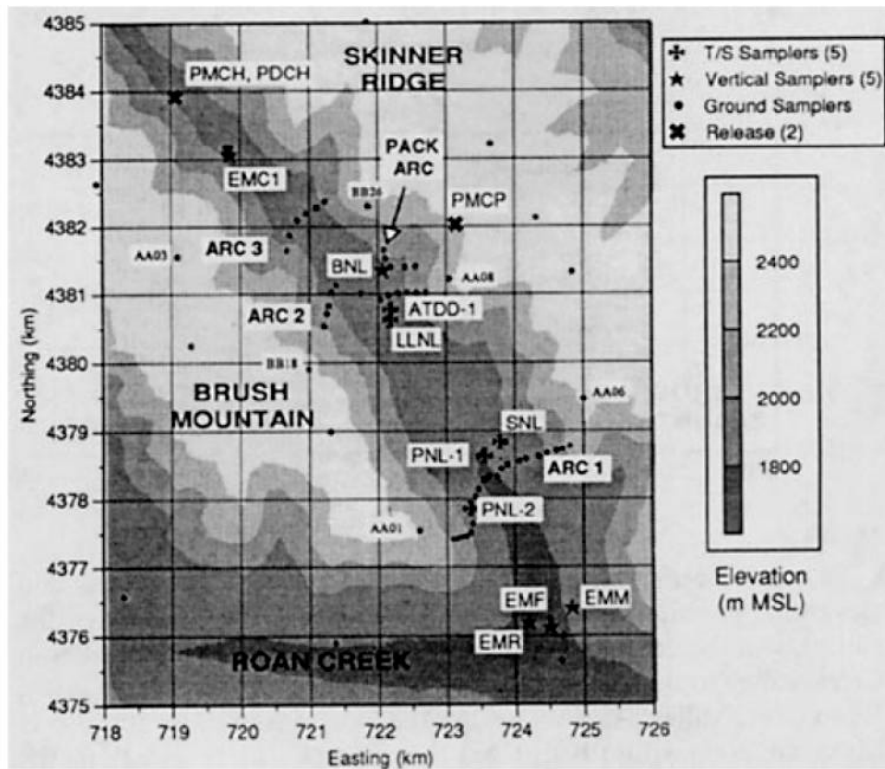 4385
4384
4383
4382
4381
4380
4379
4378
4377
4376
4375
Northing (km)
718
719
720
721
722
723
724
725
726
Easting (km)
SKINNER
RIDGE
PMCH, PDCH
EMC1
PACK
ARC
BB26
PMCP
ARC 3
AA03
BNL
AA08
ARC 2
ATDD-1
LLNL
BB18
BRUSH
MOUNTAIN
AA06
SNL
PNL-1
ARC 1
PNL-2
AA01
EMF
EMM
EMR
ROAN CREEK
T/S Samplers (5)
Vertical Samplers (5)
Ground Samplers
Release (2)
2400
2200
2000
1800
Elevation
(m MSL)